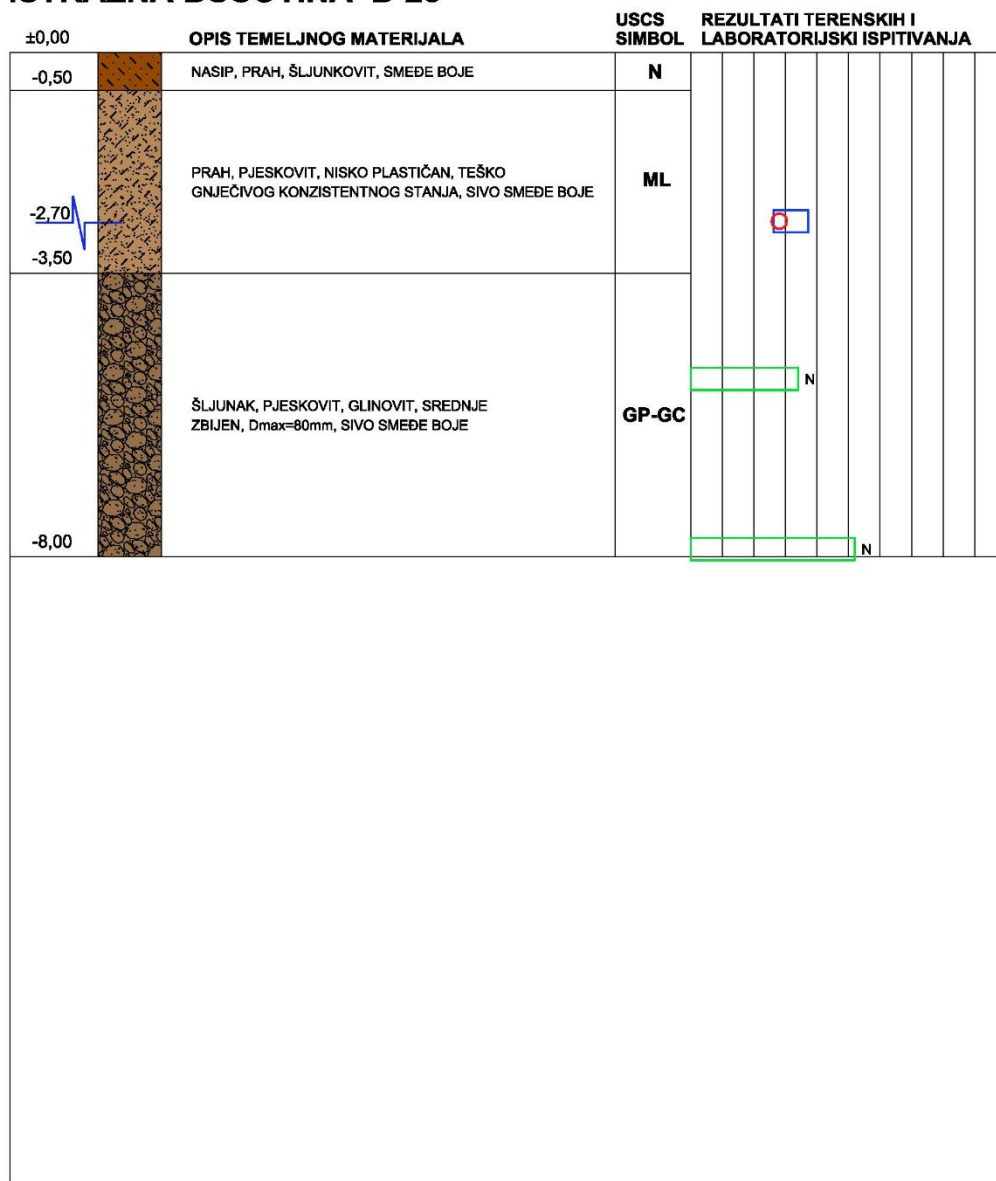 ISTRAŽNA BUŠOTINA
±0,00
OPIS TEMELJNOG MATERIJALA
USCS
SIMBOL
REZULTATI TERENSKIH I
LABORATORIJSKI ISPITIVANJA
-0,50
NASIP, PRAH, ŠLJUNKOVIT, SMEĐE BOJE
N
PRAH, PJESKOVIT, NISKO PLASTIČAN, TEŠKO
GNJEČIVOG KONZISTENTNOG STANJA, SIVO SMEĐE BOJE
ML
-2,70
-3,50
N
ŠLJUNAK, PJESKOVIT, GLINOVIT, SREDNJE
ZBIJEN, Dmax=80mm, SIVO SMEĐE BOJE
GP-GC
-8,00
N